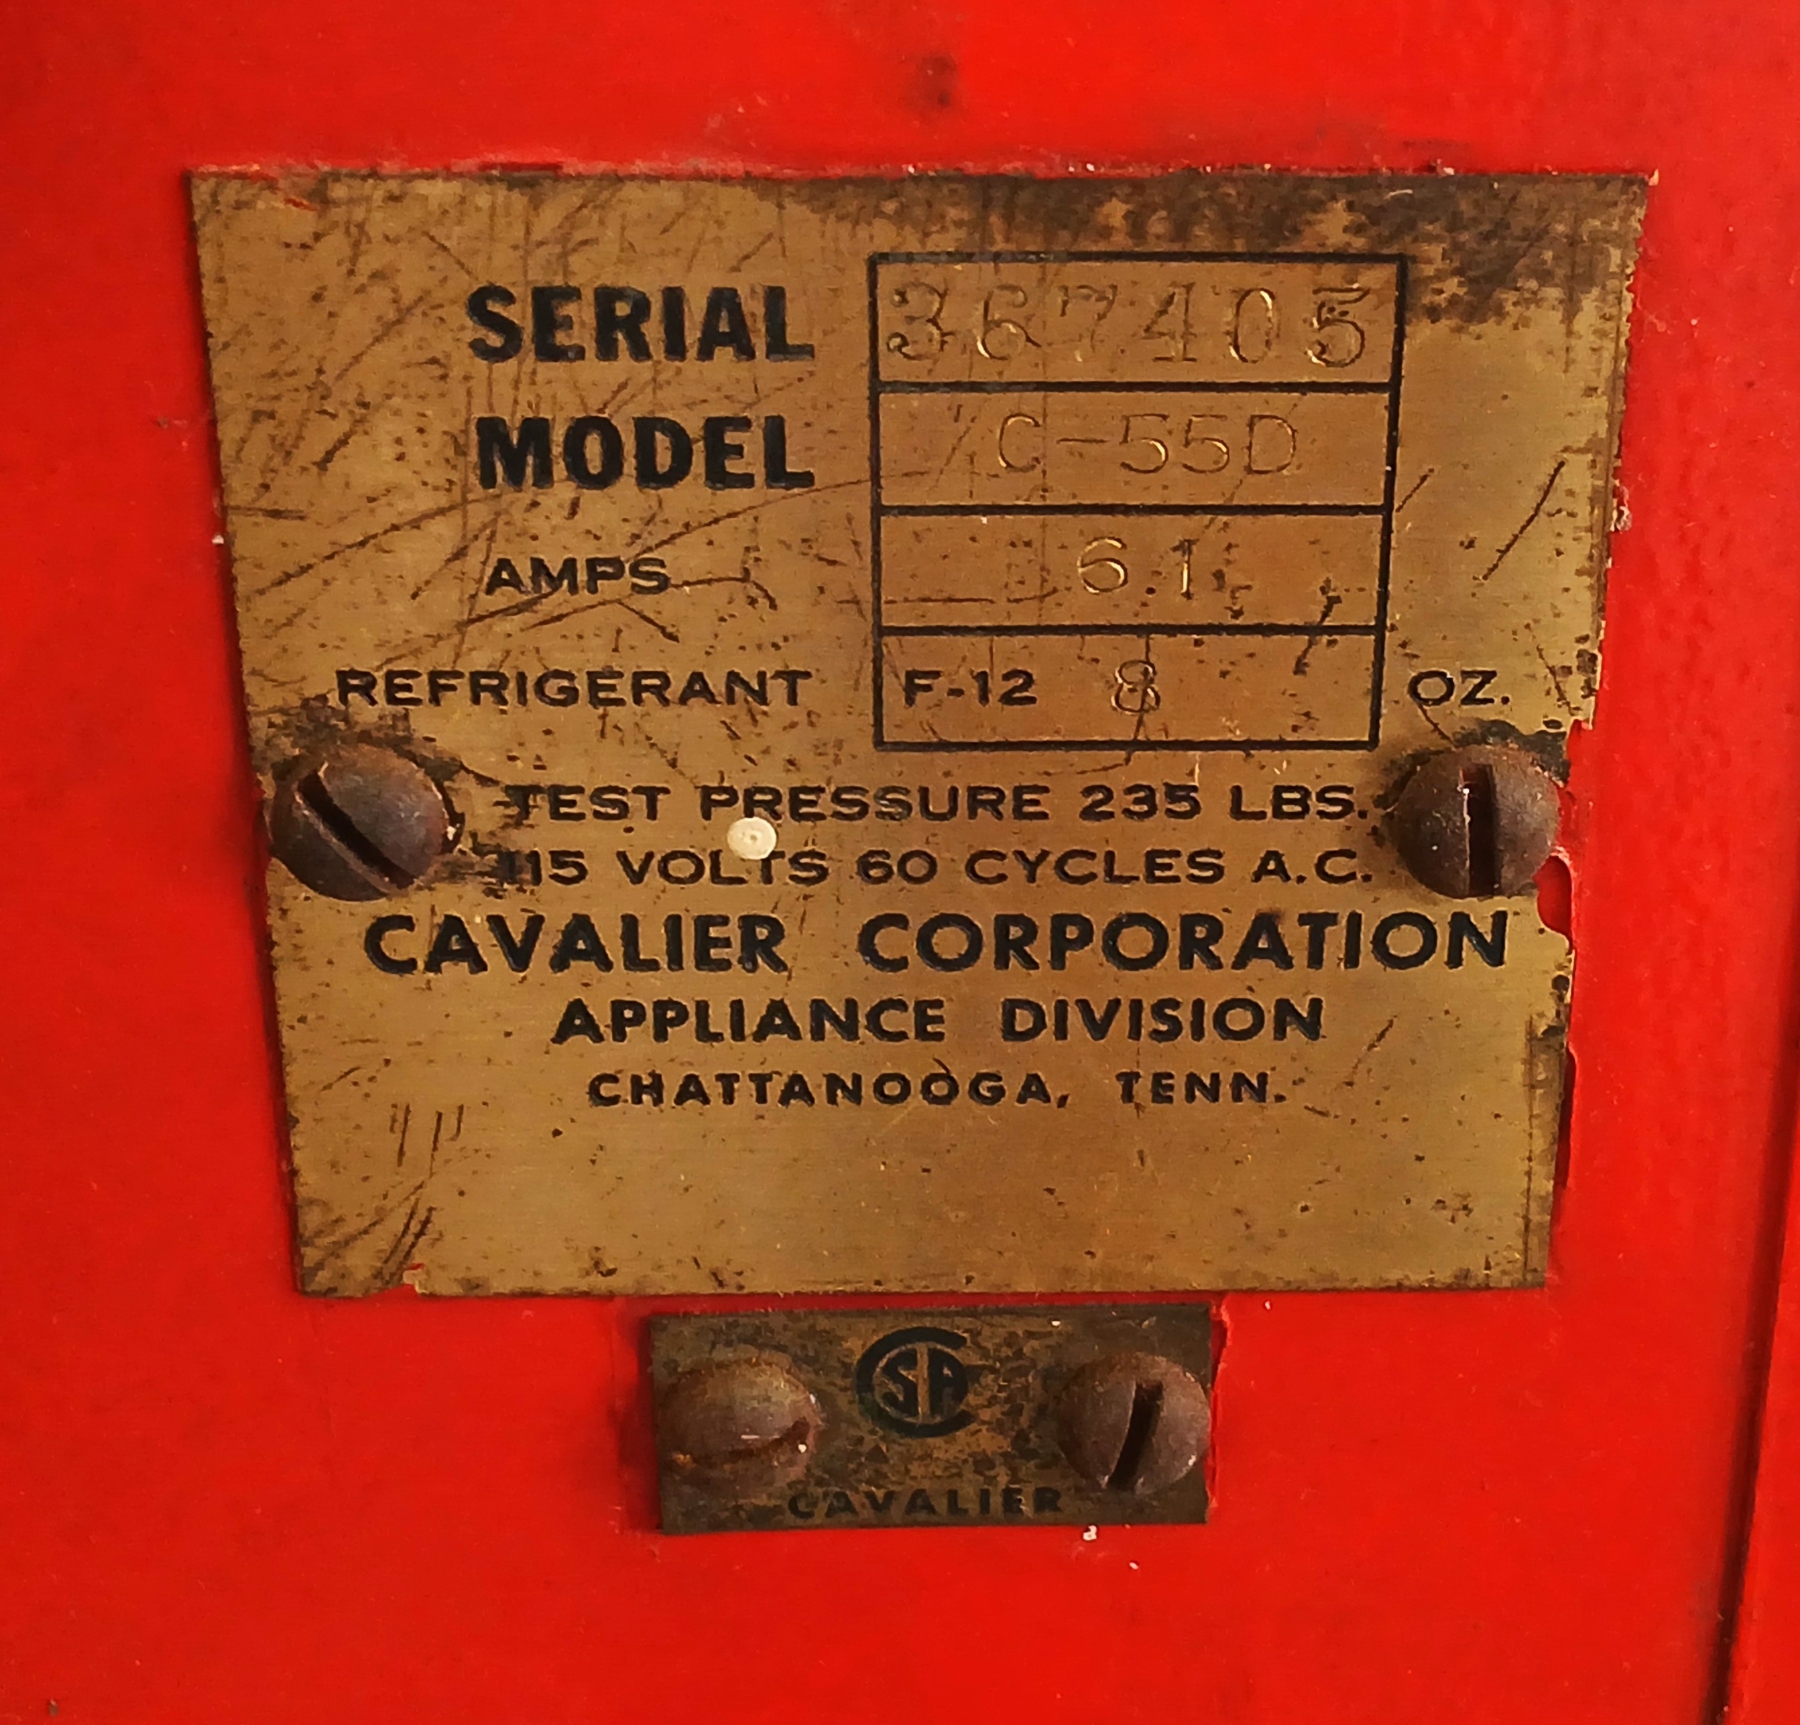 SERIAL 367405
MODEL C-55D
AMPS 6.1
REFRIGERANT F-12 8 OZ.
TEST PRESSURE 235 LBS.
115 VOLTS 60 CYCLES A.C.
CAVALIER CORPORATION
APPLIANCE DIVISION
CHATTANOOGA, TENN.
CSA
CAVALIER